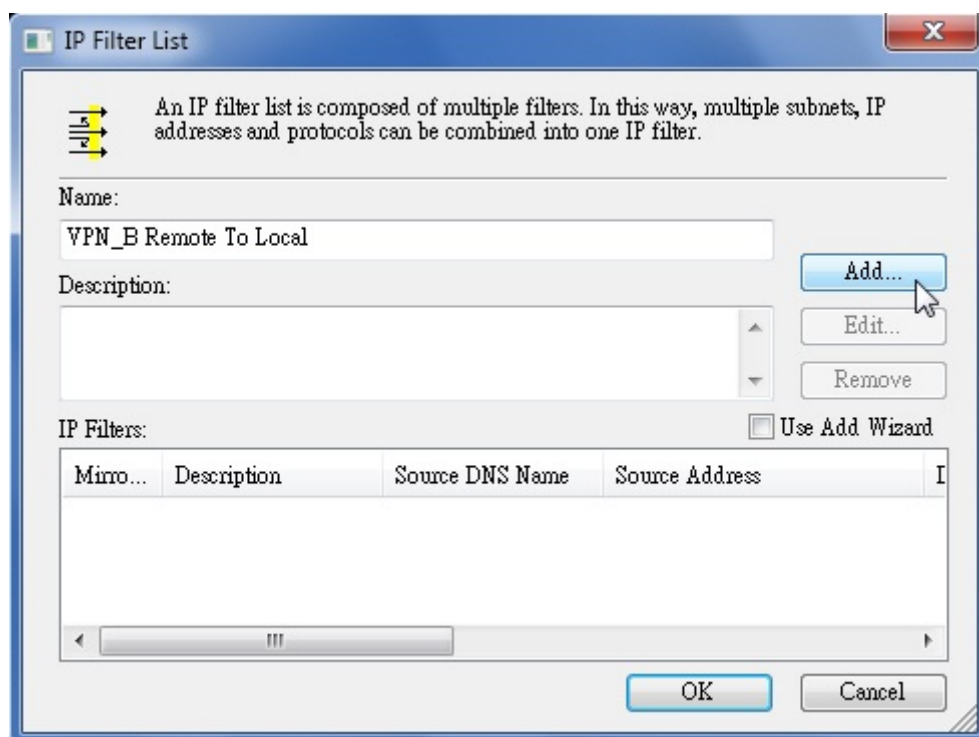 IP Filter List
An IP filter list is composed of multiple filters. In this way, multiple subnets, IP
addresses and protocols can be combined into one IP filter.
Name:
VPN_B Remote To Local
Add...
Description:
Edit...
Remove
IP Filters:
Use Add Wizard
Mirro... Description Source DNS Name Source Address
OK Cancel